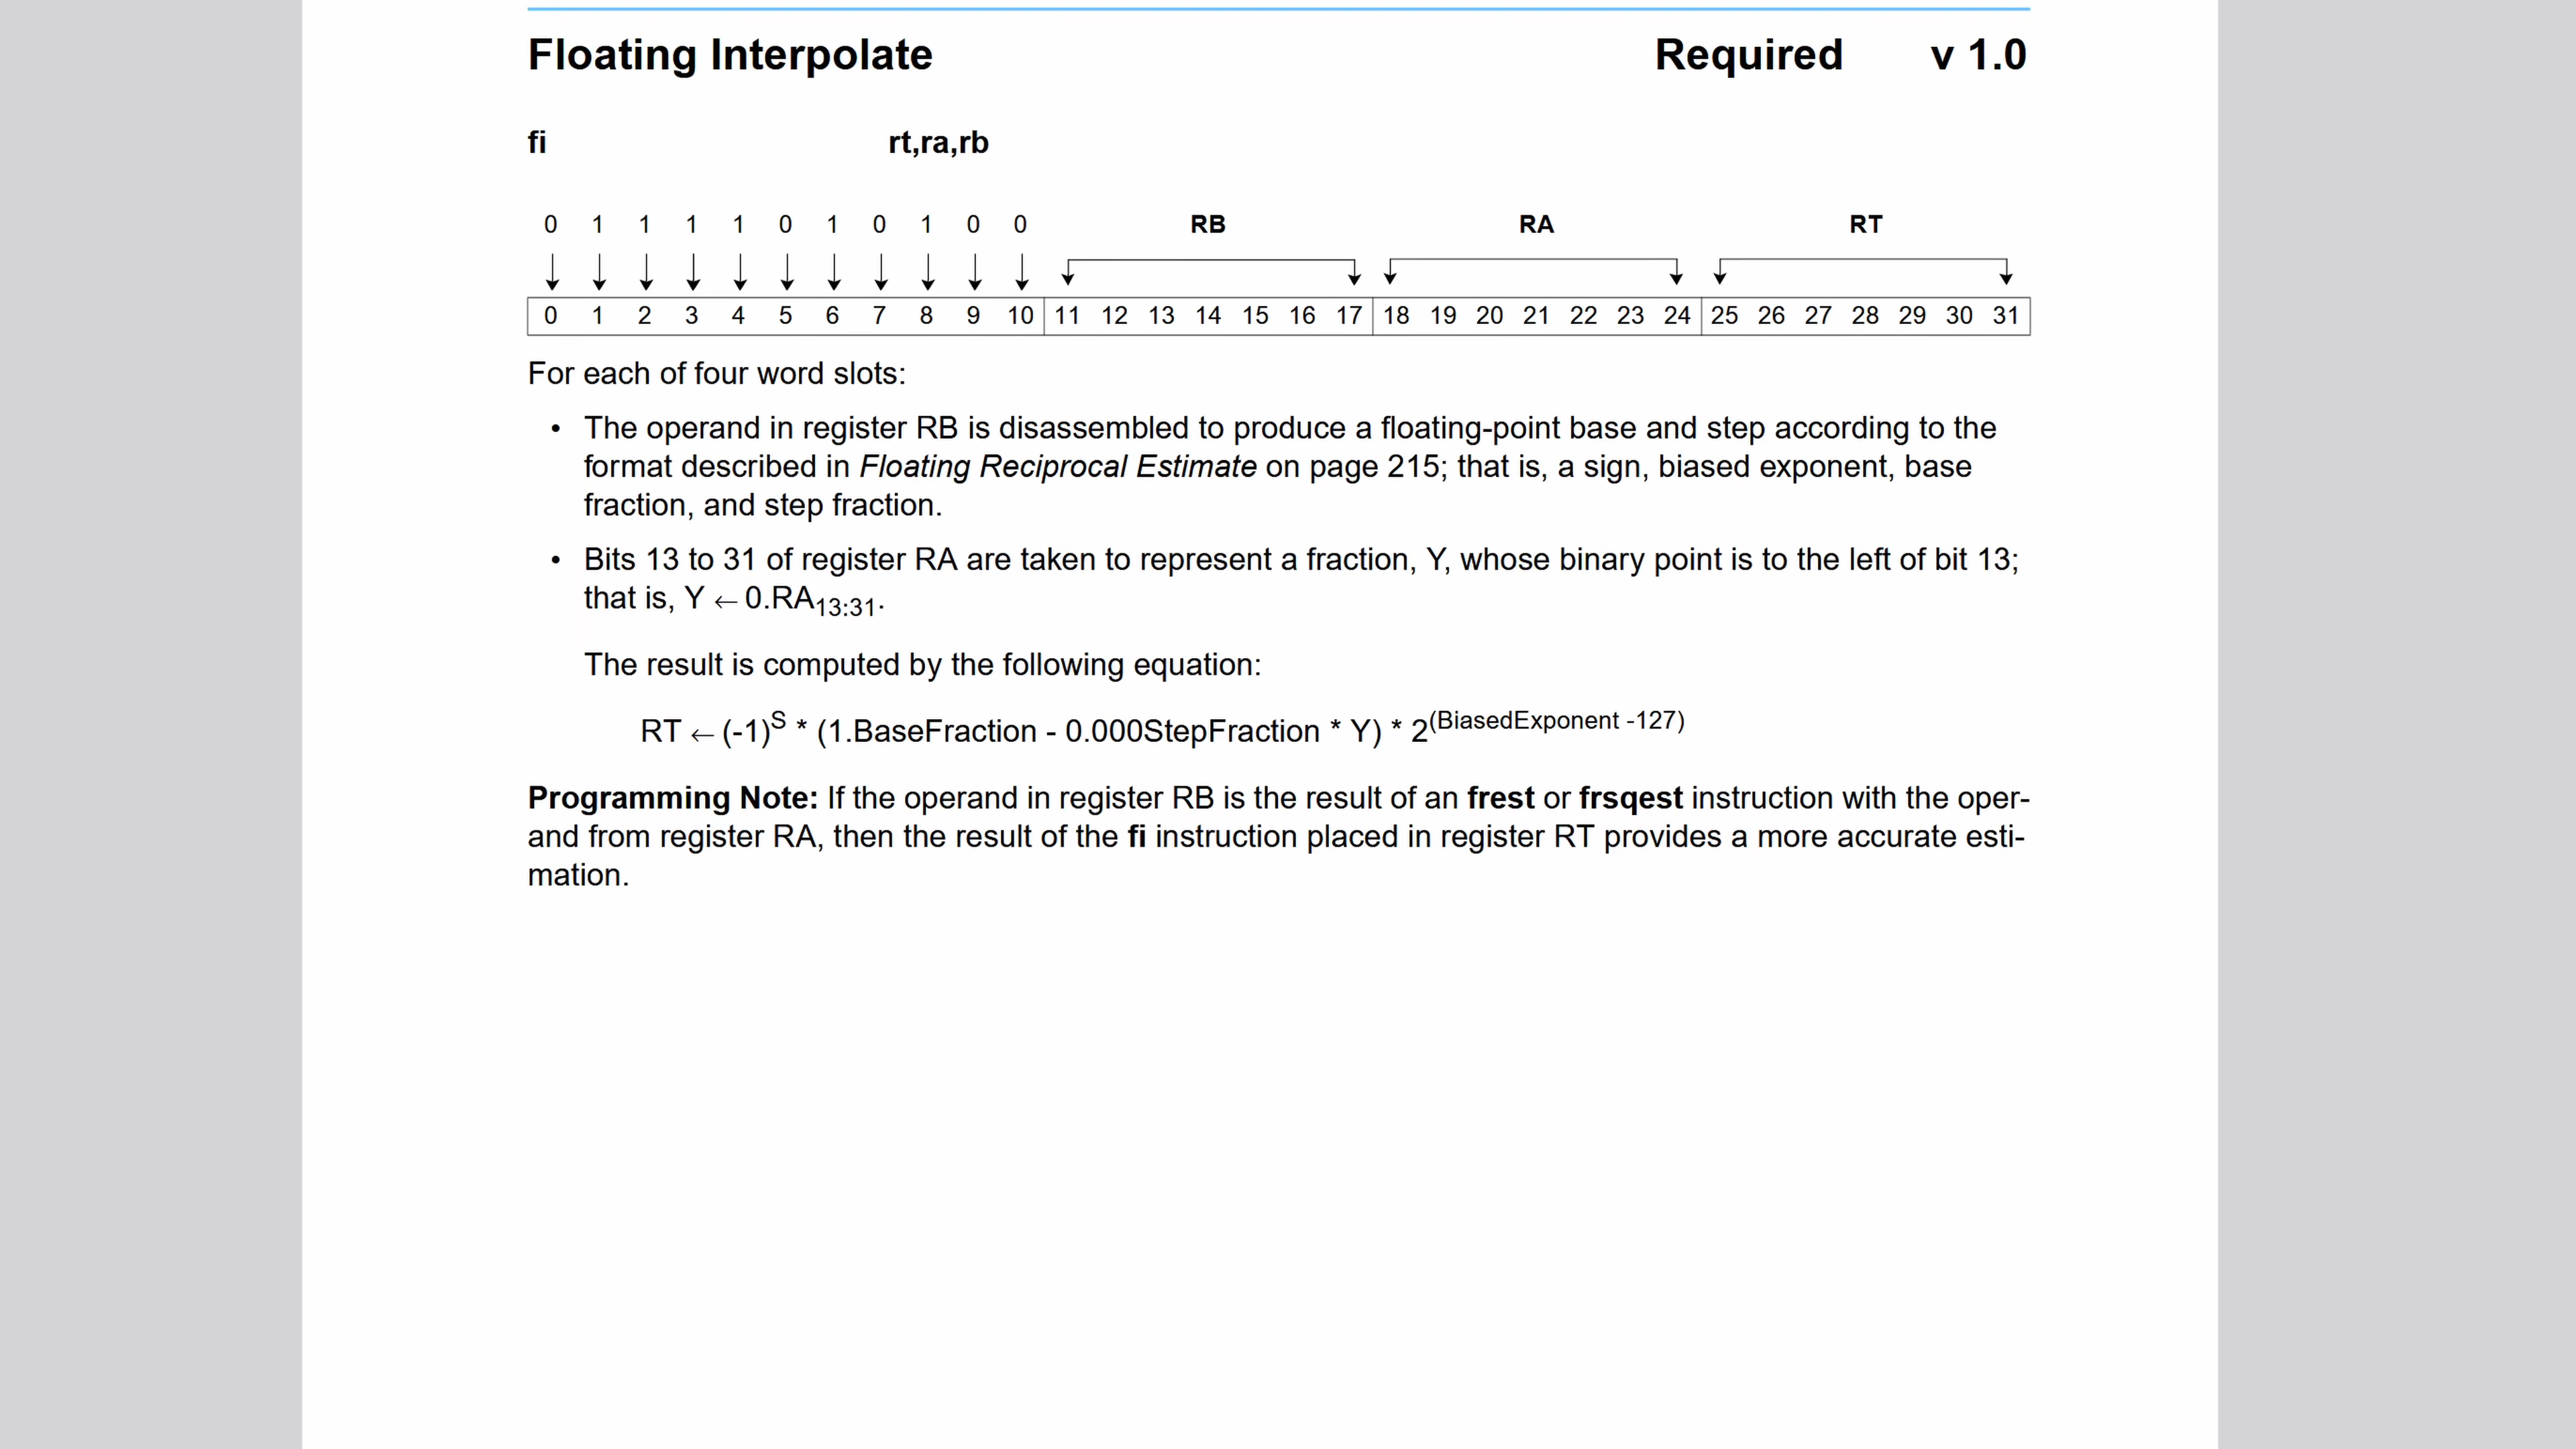 Floating Interpolate Required v 1.0
fi rt,ra,rb
0 1 1 1 1 0 1 0 1 0 0 RB RA RT
0 1 2 3 4 5 6 7 8 9 10 11 12 13 14 15 16 17 18 19 20 21 22 23 24 25 26 27 28 29 30 31
For each of four word slots:
• The operand in register RB is disassembled to produce a floating-point base and step according to the
format described in Floating Reciprocal Estimate on page 215; that is, a sign, biased exponent, base
fraction, and step fraction.
• Bits 13 to 31 of register RA are taken to represent a fraction, Y, whose binary point is to the left of bit 13;
that is, Y ← 0.RA13:31.
The result is computed by the following equation:
RT ← (-1)S * (1.BaseFraction - 0.000StepFraction * Y) * 2(BiasedExponent -127)
Programming Note: If the operand in register RB is the result of an frest or frsqest instruction with the oper-
and from register RA, then the result of the fi instruction placed in register RT provides a more accurate esti-
mation.